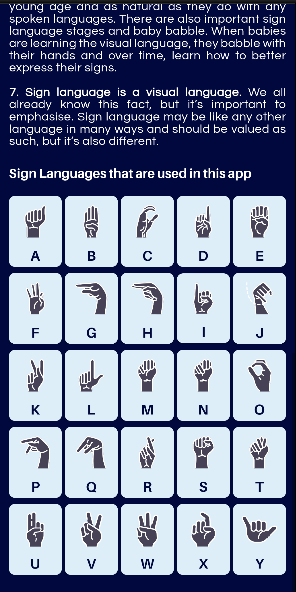 young age and as natural as they do with any
spoken languages. There are also important sign
language stages and baby babble. When babies
are learning the visual language, they babble with
their hands and over time, learn how to better
express their signs.
7. Sign language is a visual language. We all
already know this fact, but it's important to
emphasise. Sign language may be like any other
language in many ways and should be valued as
such, but it's also different.
Sign Languages that are used in this app
A B C D E
F G H I J
K L M N O
P Q R S T
U V W X Y